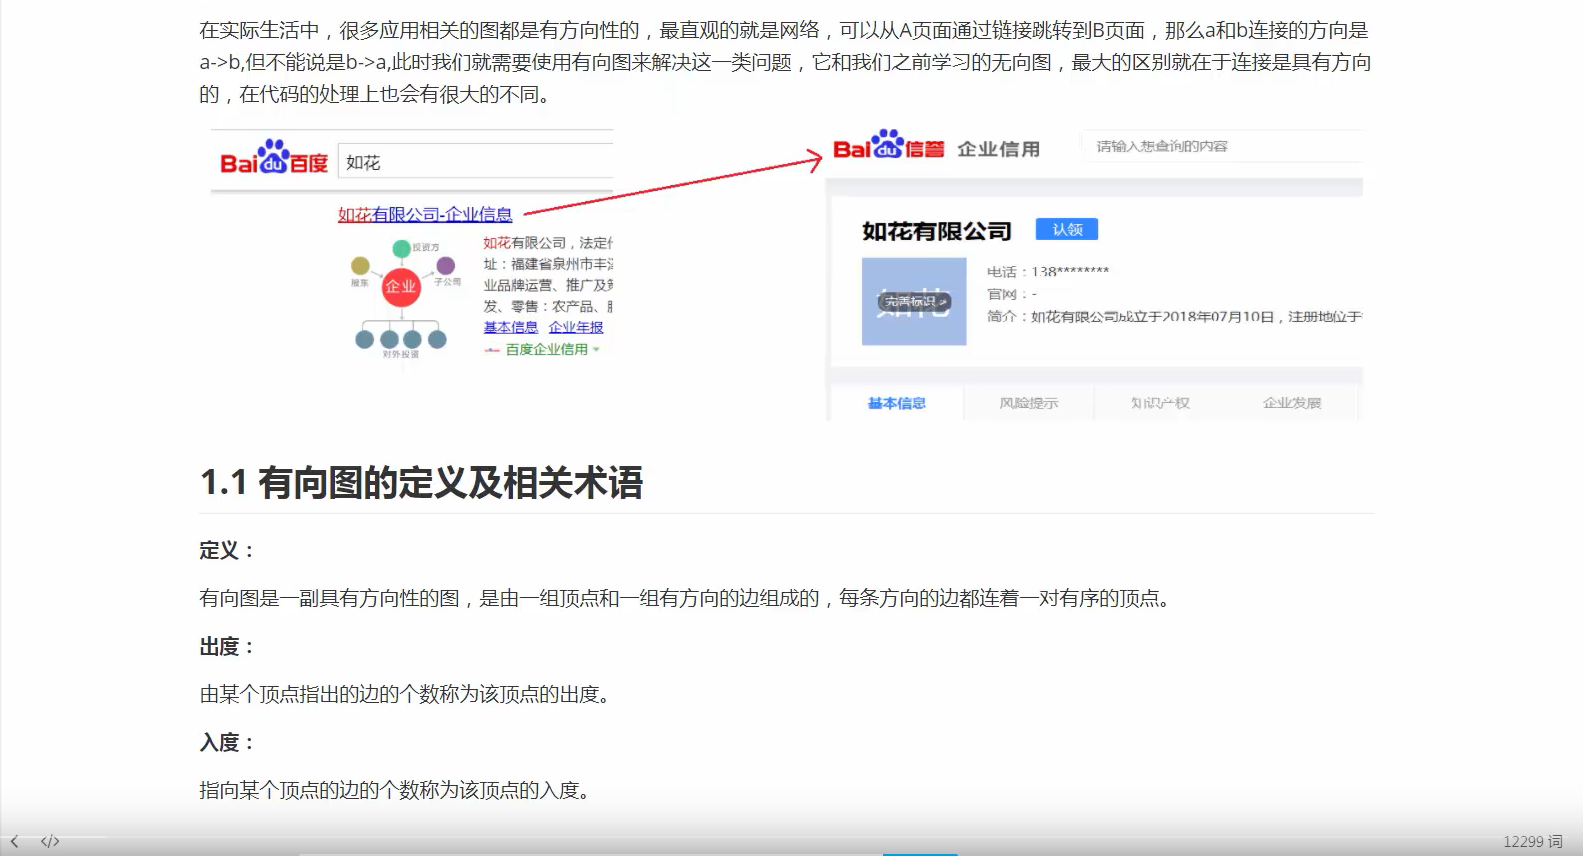 在实际生活中，很多应用相关的图都是有方向性的，最直观的就是网络，可以从A页面通过链接跳转到B页面，那么a和b连接的方向是
a->b,但不能说是b->a,此时我们就需要使用有向图来解决这一类问题，它和我们之前学习的无向图，最大的区别就在于连接是具有方向
的，在代码的处理上也会有很大的不同。
Bai du 百度 如花
Bai du 信誉 企业信用 请输入想查询的内容
如花有限公司-企业信息
投资方
股东 企业 子公司
对外投资
如花有限公司，法定
址：福建省泉州市丰
业品牌运营、推广及
发、零售：农产品、
基本信息 企业年报
百度企业信用
如花有限公司 认领
完善标识 >
电话：138********
官网：-
简介：如花有限公司成立于2018年07月10日，注册地位于
基本信息 风险提示 知识产权 企业发展
1.1 有向图的定义及相关术语
定义：
有向图是一副具有方向性的图，是由一组顶点和一组有方向的边组成的，每条方向的边都连着一对有序的顶点。
出度：
由某个顶点指出的边的个数称为该顶点的出度。
入度：
指向某个顶点的边的个数称为该顶点的入度。
< </> 12299 词